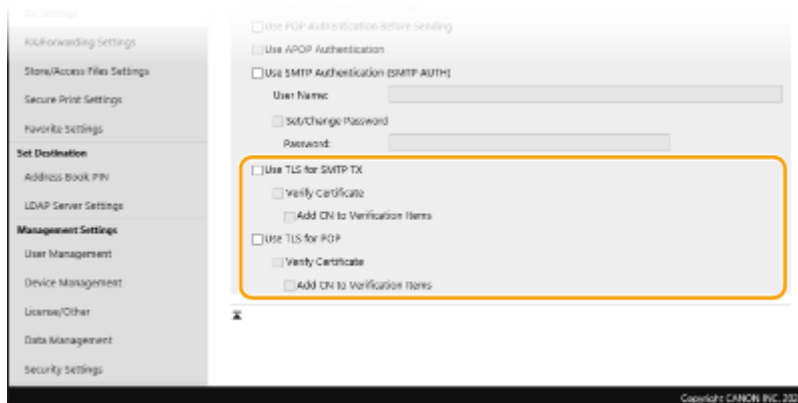 TX Settings
RX/Forwarding Settings
Store/Access Files Settings
Secure Print Settings
Favorite Settings
Set Destination
Address Book PIN
LDAP Server Settings
Management Settings
User Management
Device Management
License/Other
Data Management
Security Settings
Use POP Authentication Before Sending
Use APOP Authentication
Use SMTP Authentication (SMTP AUTH)
User Name:
Set/Change Password
Password:
Use TLS for SMTP TX
Verify Certificate
Add CN to Verification Items
Use TLS for POP
Verify Certificate
Add CN to Verification Items
Copyright CANON INC. 202